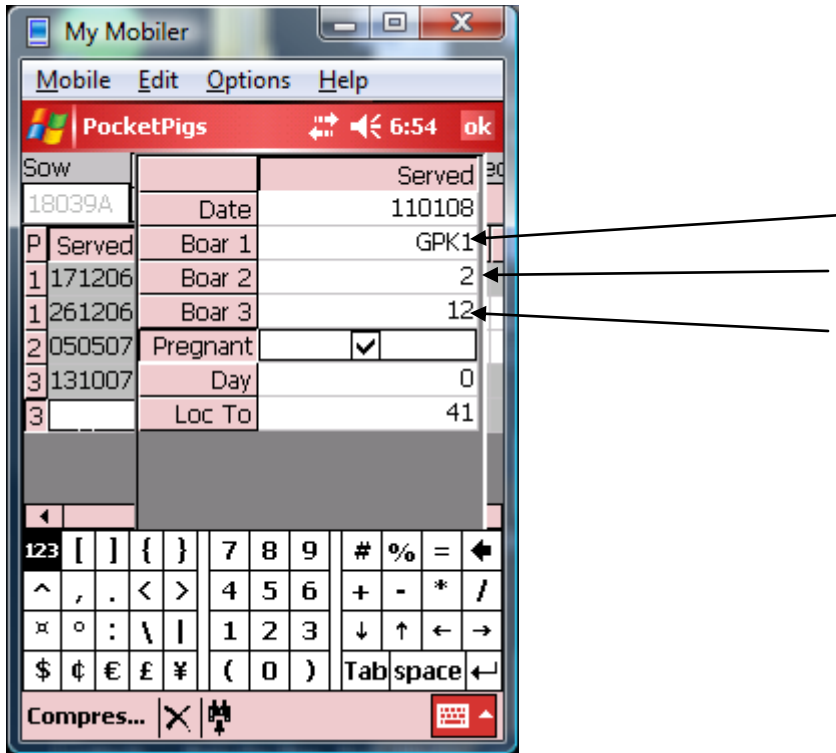 My Mobiler
Mobile Edit Options Help
PocketPigs 6:54 ok
Sow
18039A
Served
Date 110108
P Served
Boar 1 GPK1
1 171206
Boar 2 2
1 261206
Boar 3 12
2 050507
Pregnant
3 131007
Day 0
3
Loc To 41
123 [ ] { } 7 8 9 # % =
^ , . < > 4 5 6 + - * /
¤ ° : \ | 1 2 3 ↓ ↑ ← →
$ ¢ € £ ¥ ( 0 ) Tab space
Compres...